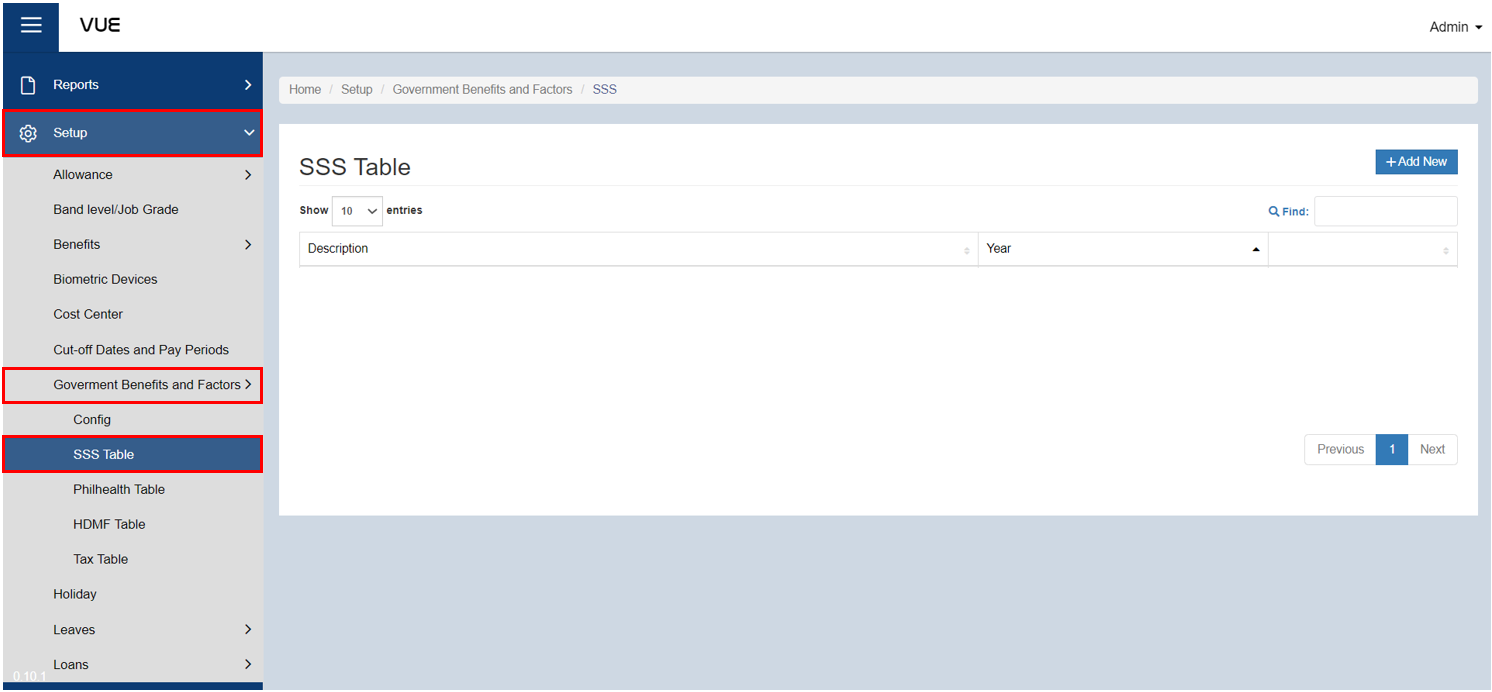 VUE
Admin
Reports
Setup
Allowance
Band level/Job Grade
Benefits
Biometric Devices
Cost Center
Cut-off Dates and Pay Periods
Goverment Benefits and Factors
Config
SSS Table
Philhealth Table
HDMF Table
Tax Table
Holiday
Leaves
Loans
0.10.1
Home / Setup / Government Benefits and Factors / SSS
SSS Table
+ Add New
Show 10 entries
Find:
Description Year
Previous 1 Next